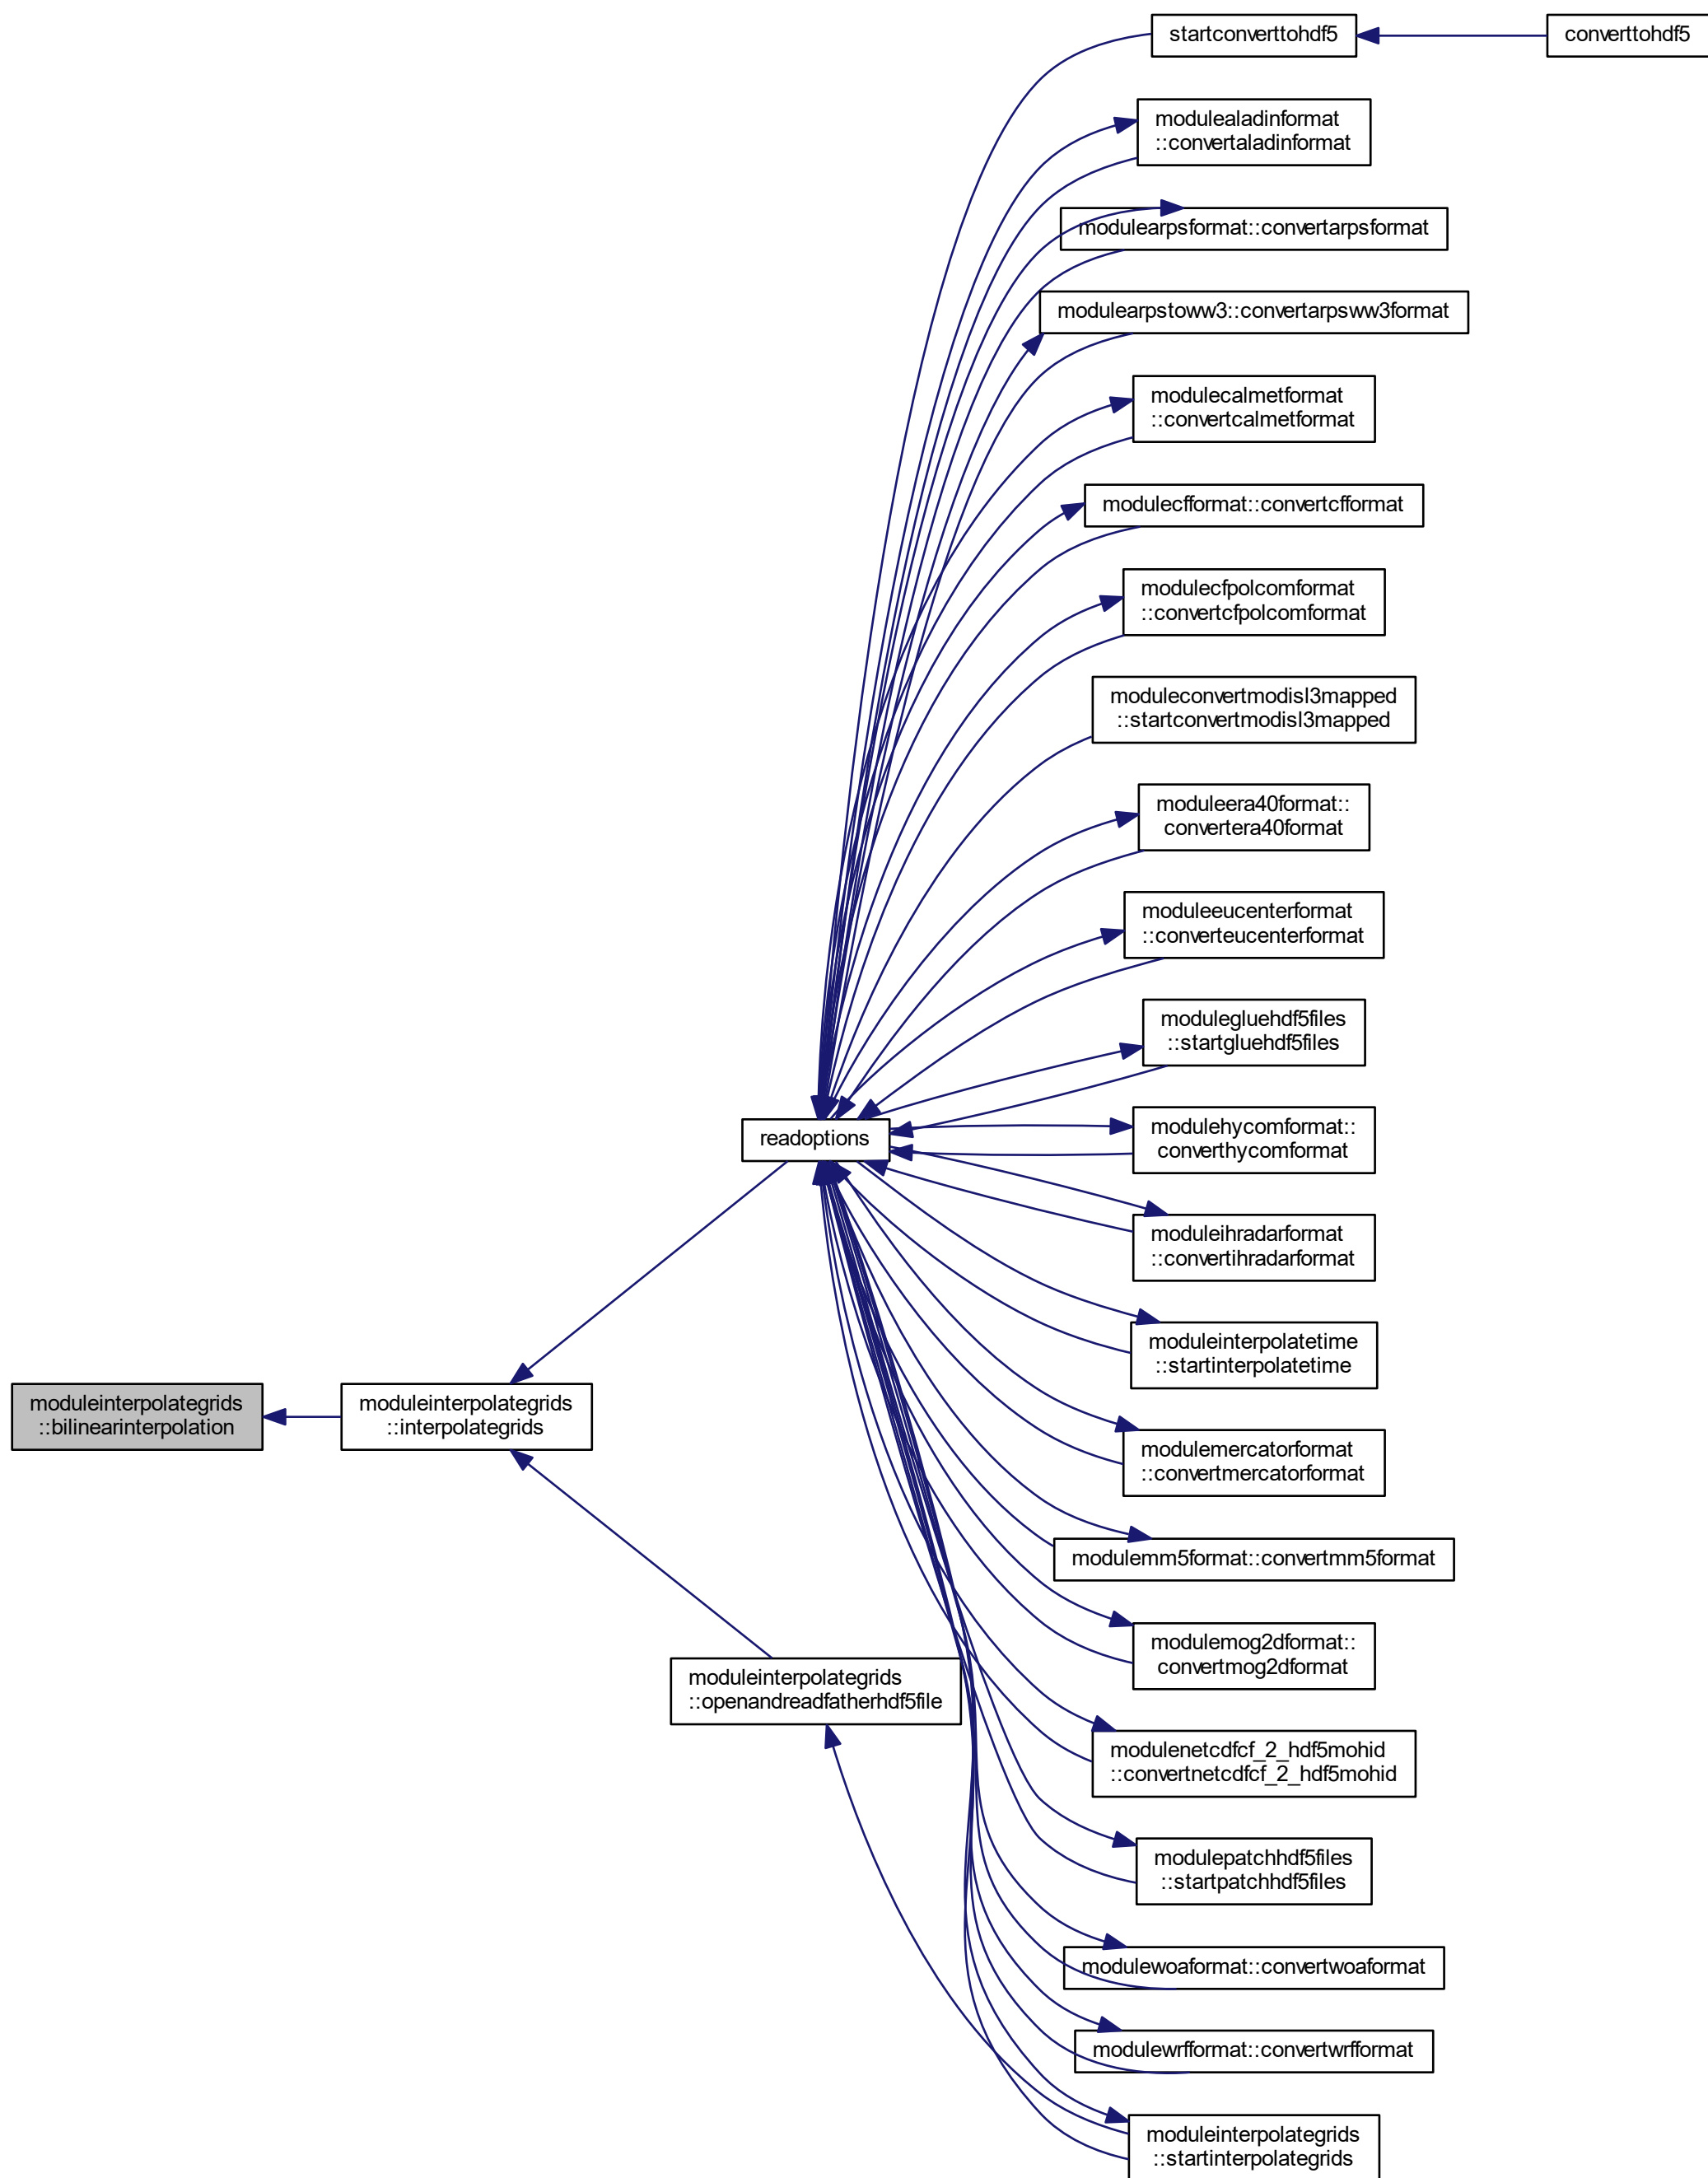 startconverttohdf5
converttohdf5
modulealadinformat
::convertaladinformat
modulearpsformat::convertarpsformat
modulearpstoww3::convertarpsww3format
modulecalmetformat
::convertcalmetformat
modulecfformat::convertcfformat
modulecfpolcomformat
::convertcfpolcomformat
moduleconvertmodisl3mapped
::startconvertmodisl3mapped
moduleera40format::
convertera40format
moduleeucenterformat
::converteucenterformat
modulegluehdf5files
::startgluehdf5files
readoptions
modulehycomformat::
converthycomformat
moduleihradarformat
::convertihradarformat
moduleinterpolatetime
::startinterpolatetime
moduleinterpolategrids
::bilinearinterpolation
moduleinterpolategrids
::interpolategrids
modulemercatorformat
::convertmercatorformat
modulemm5format::convertmm5format
modulemog2dformat::
convertmog2dformat
moduleinterpolategrids
::openandreadfatherhdf5file
modulenetcdfcf_2_hdf5mohid
::convertnetcdfcf_2_hdf5mohid
modulepatchhdf5files
::startpatchhdf5files
modulewoaformat::convertwoaformat
modulewrfformat::convertwrfformat
moduleinterpolategrids
::startinterpolategrids